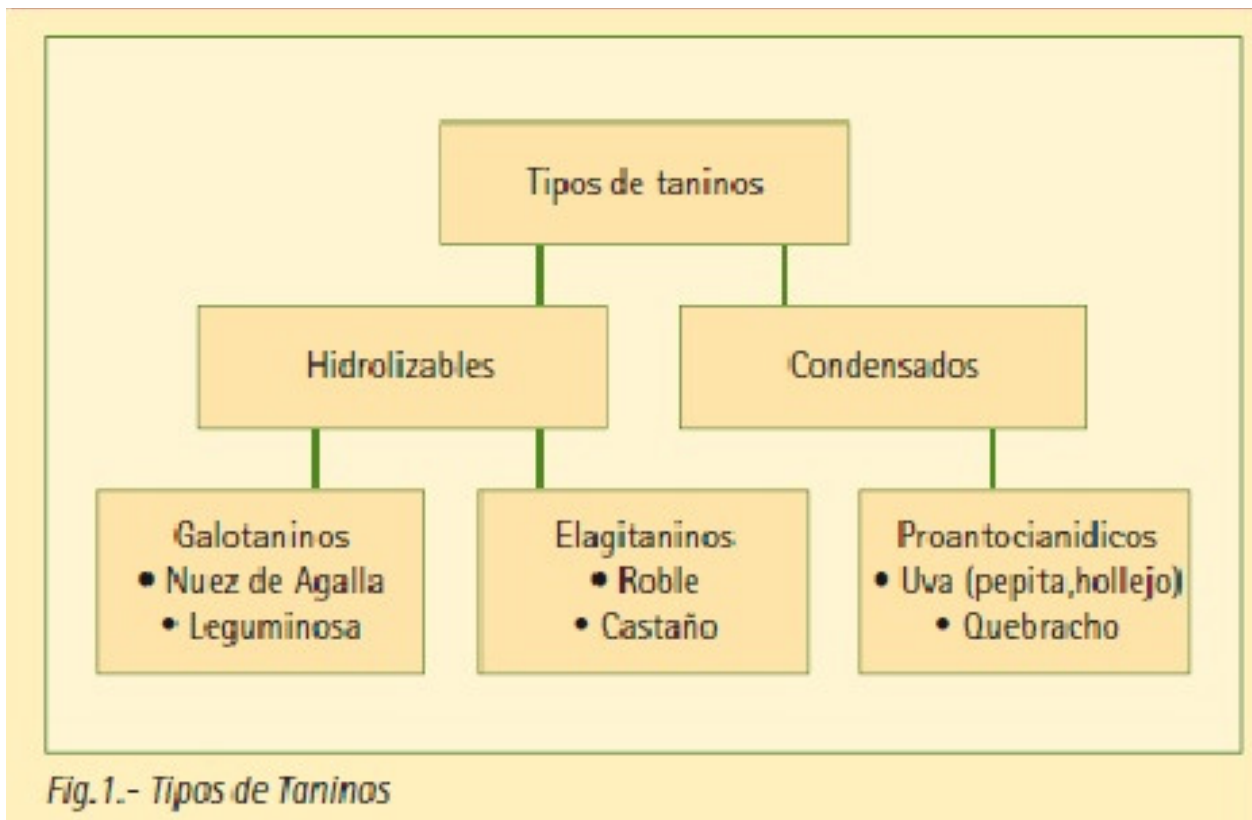 Tipos de taninos
Hidrolizables
Condensados
Galotaninos
• Nuez de Agalla
• Leguminosa
Elagitaninos
• Roble
• Castaño
Proantocianidicos
• Uva (pepita,hollejo)
• Quebracho
Fig.1.- Tipos de Taninos